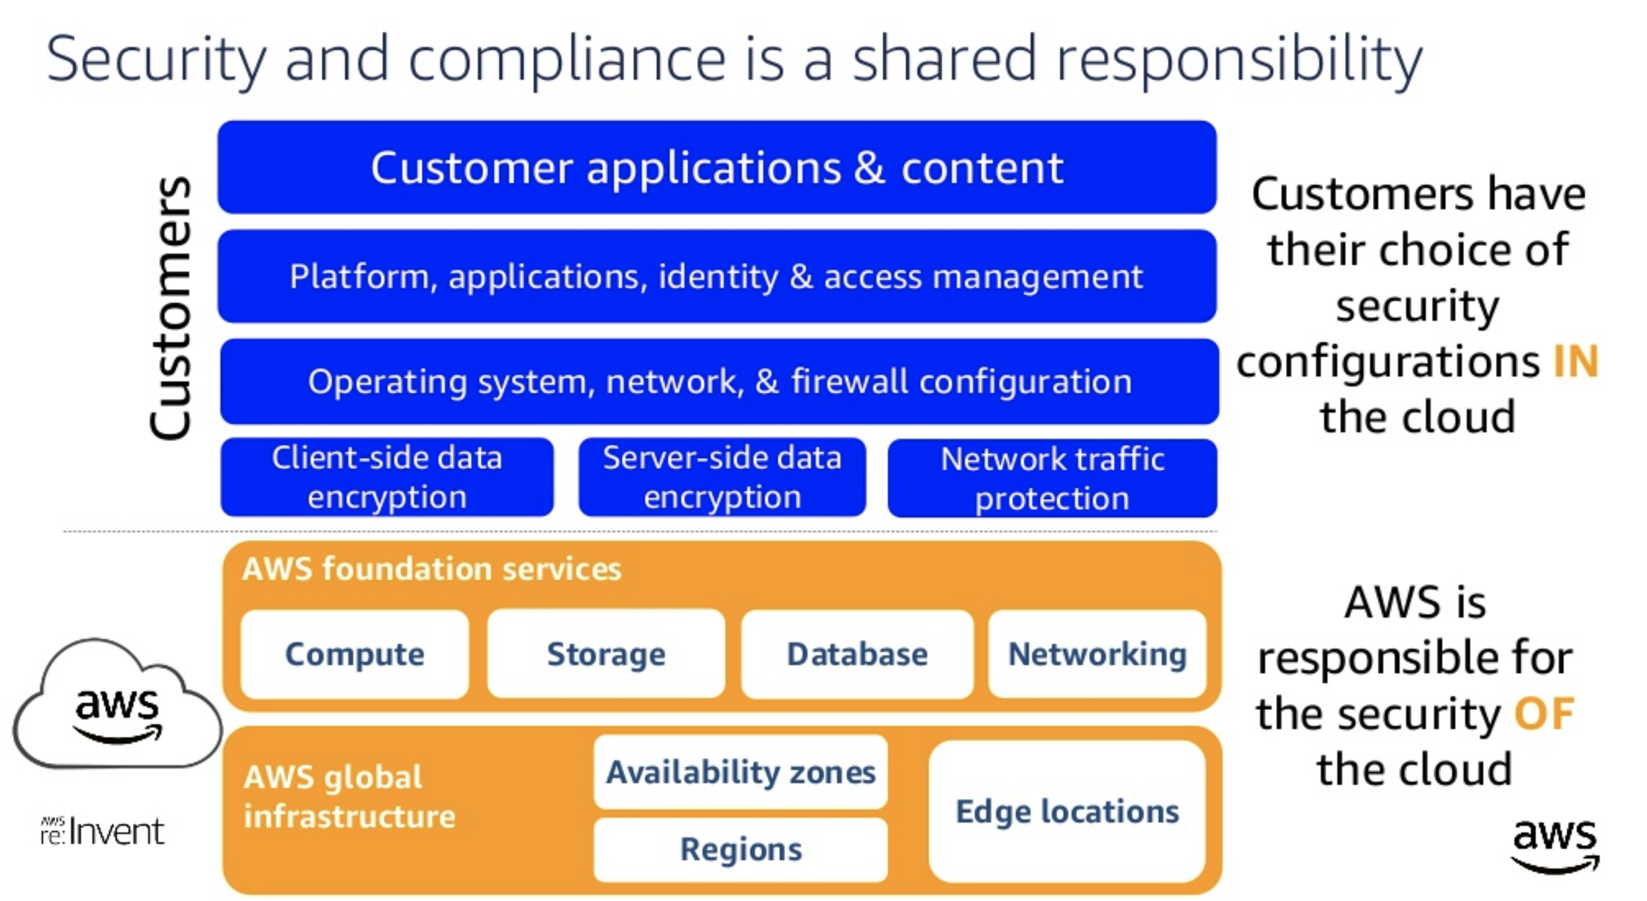 Security and compliance is a shared responsibility
Customers
Customer applications & content
Platform, applications, identity & access management
Operating system, network, & firewall configuration
Client-side data
encryption
Server-side data
encryption
Network traffic
protection
Customers have
their choice of
security
configurations IN
the cloud
AWS foundation services
Compute
Storage
Database
Networking
AWS global
infrastructure
Availability zones
Regions
Edge locations
AWS is
responsible for
the security OF
the cloud
aws
AWS
re:Invent
aws